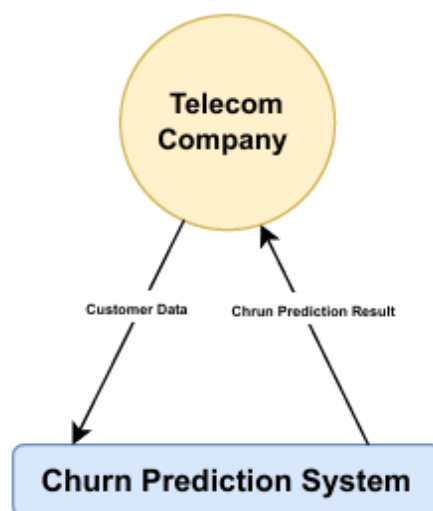 Telecom
Company
Customer Data
Chrun Prediction Result
Churn Prediction System